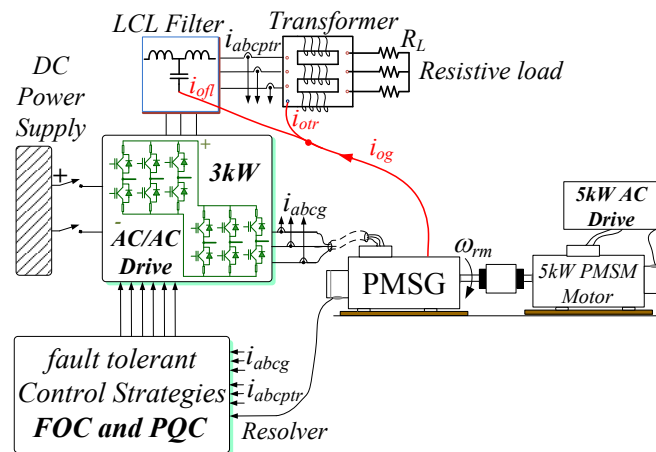 LCL Filter
i_abcptr
Transformer
R_L
Resistive load
DC
Power
Supply
i_ofl
i_otr
i_og
+
-
+
3kW
AC/AC
Drive
-
i_abcg
ω_rm
PMSG
5kW AC
Drive
5kW PMSM
Motor
fault tolerant
Control Strategies
FOC and PQC
i_abcg
i_abcptr
Resolver